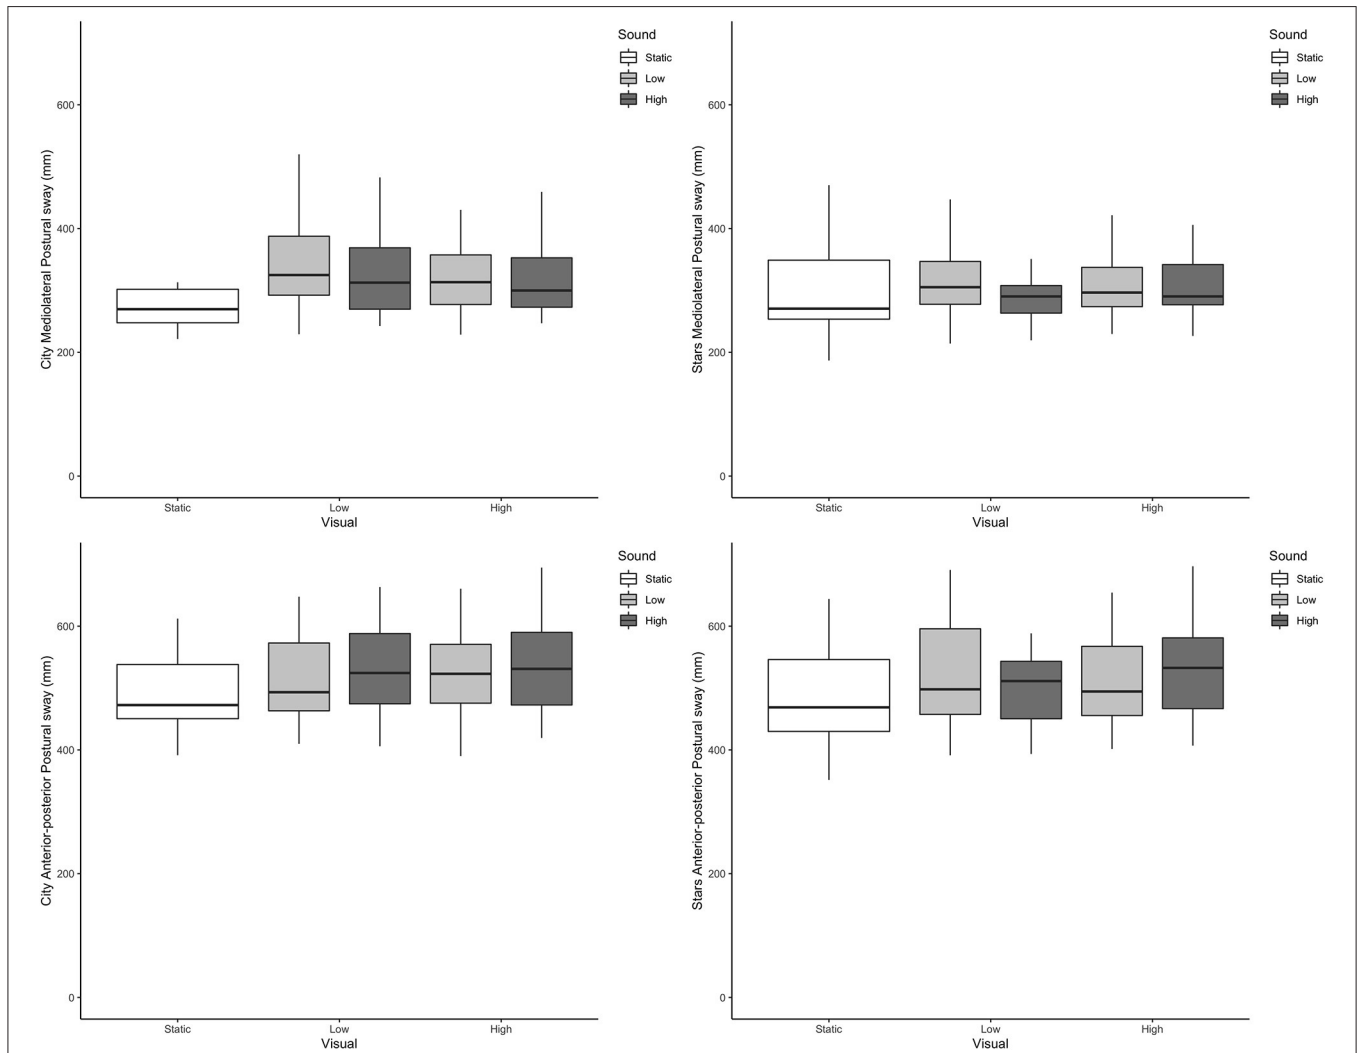 City Mediolateral Postural sway (mm)
600
400
200
0
Static
Low
High
Visual
Sound
Static
Low
High
Stars Mediolateral Postural sway (mm)
600
400
200
0
Static
Low
High
Visual
Sound
Static
Low
High
City Anterior-posterior Postural sway (mm)
600
400
200
0
Static
Low
High
Visual
Sound
Static
Low
High
Stars Anterior-posterior Postural sway (mm)
600
400
200
0
Static
Low
High
Visual
Sound
Static
Low
High